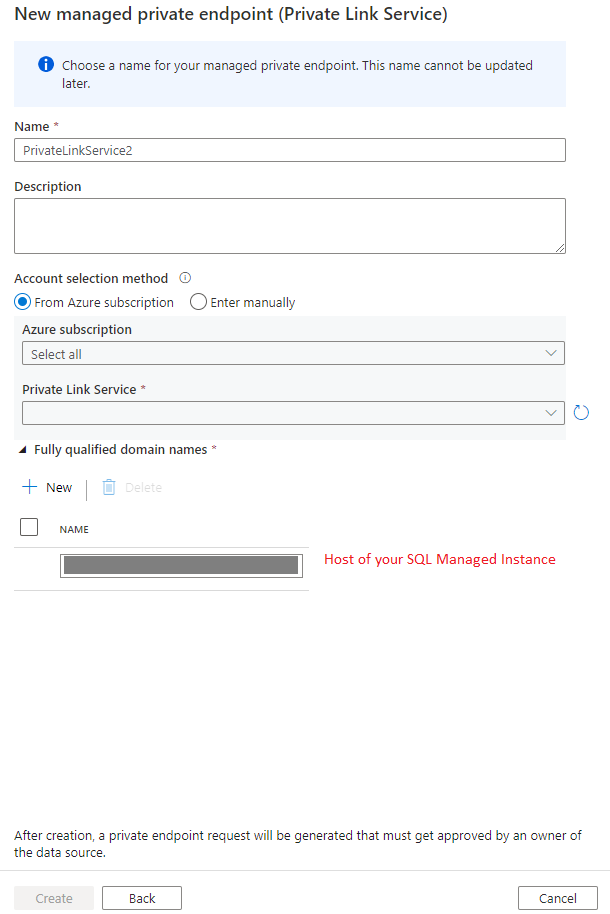 New managed private endpoint (Private Link Service)
Choose a name for your managed private endpoint. This name cannot be updated
later.
Name *
PrivateLinkService2
Description
Account selection method
From Azure subscription
Enter manually
Azure subscription
Select all
Private Link Service *
Fully qualified domain names *
New
Delete
NAME
Host of your SQL Managed Instance
After creation, a private endpoint request will be generated that must get approved by an owner of
the data source.
Create
Back
Cancel